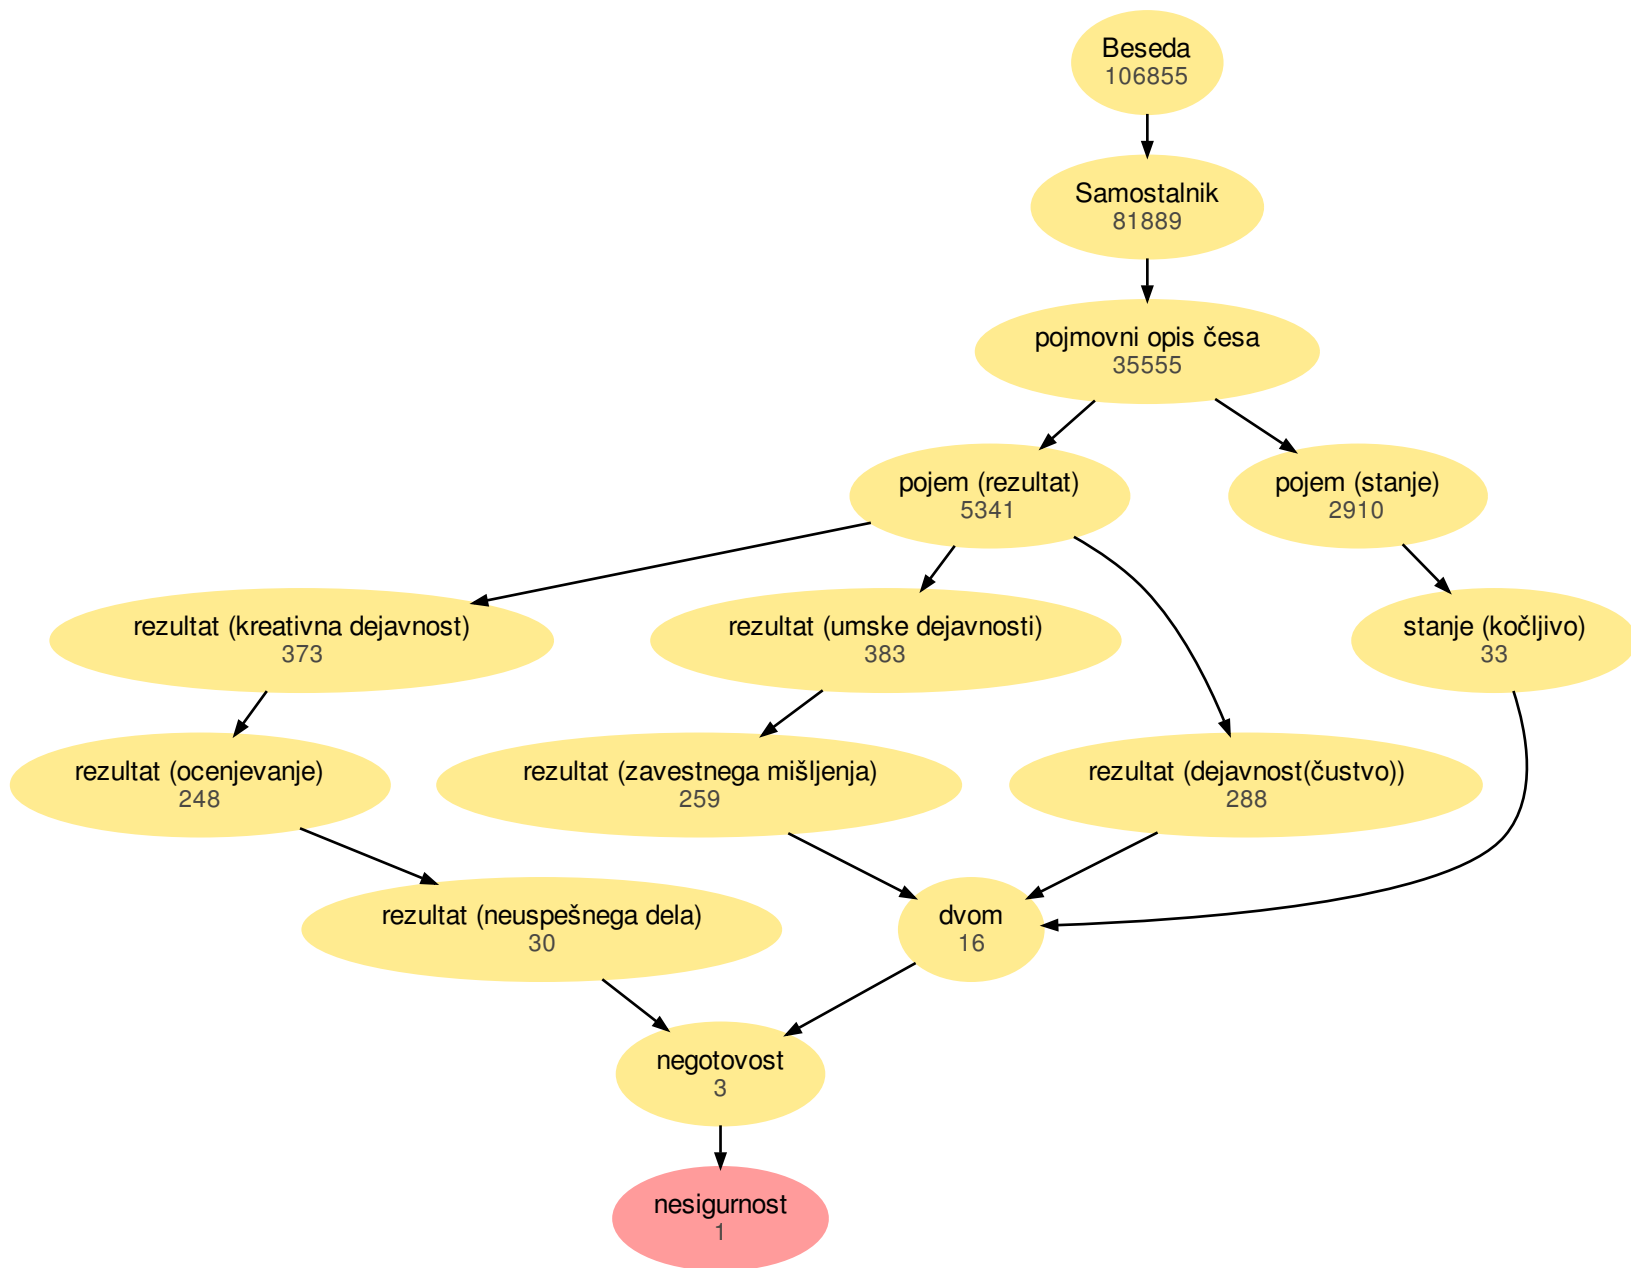 Beseda
106855
Samostalnik
81889
pojmovni opis česa
35555
pojem (rezultat)
5341
pojem (stanje)
2910
rezultat (kreativna dejavnost)
373
rezultat (umske dejavnosti)
383
stanje (kočljivo)
33
rezultat (ocenjevanje)
248
rezultat (zavestnega mišljenja)
259
rezultat (dejavnost(čustvo))
288
rezultat (neuspešnega dela)
30
dvom
16
negotovost
3
nesigurnost
1